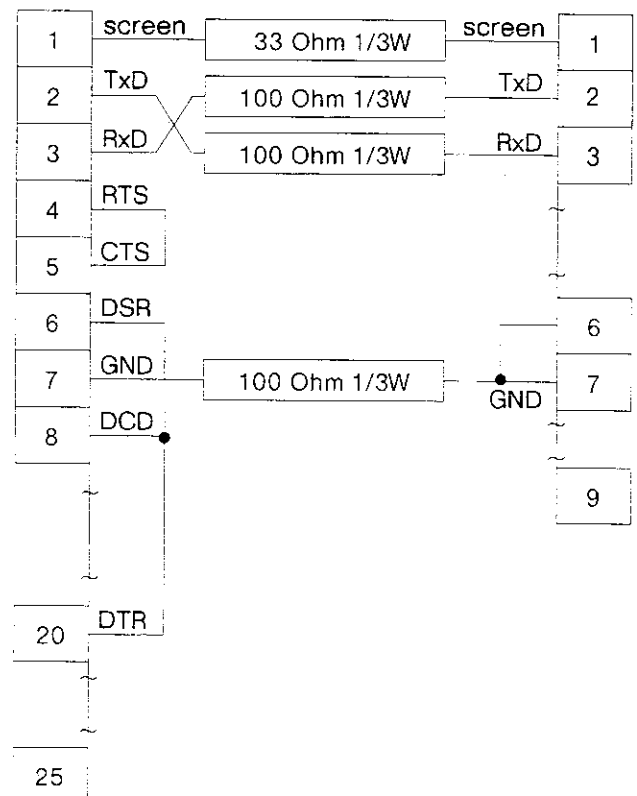 1 screen 33 Ohm 1/3W screen 1
2 TxD 100 Ohm 1/3W TxD 2
3 RxD 100 Ohm 1/3W RxD 3
4 RTS
5 CTS
6 DSR 6
7 GND 100 Ohm 1/3W GND 7
8 DCD
9
20 DTR
25